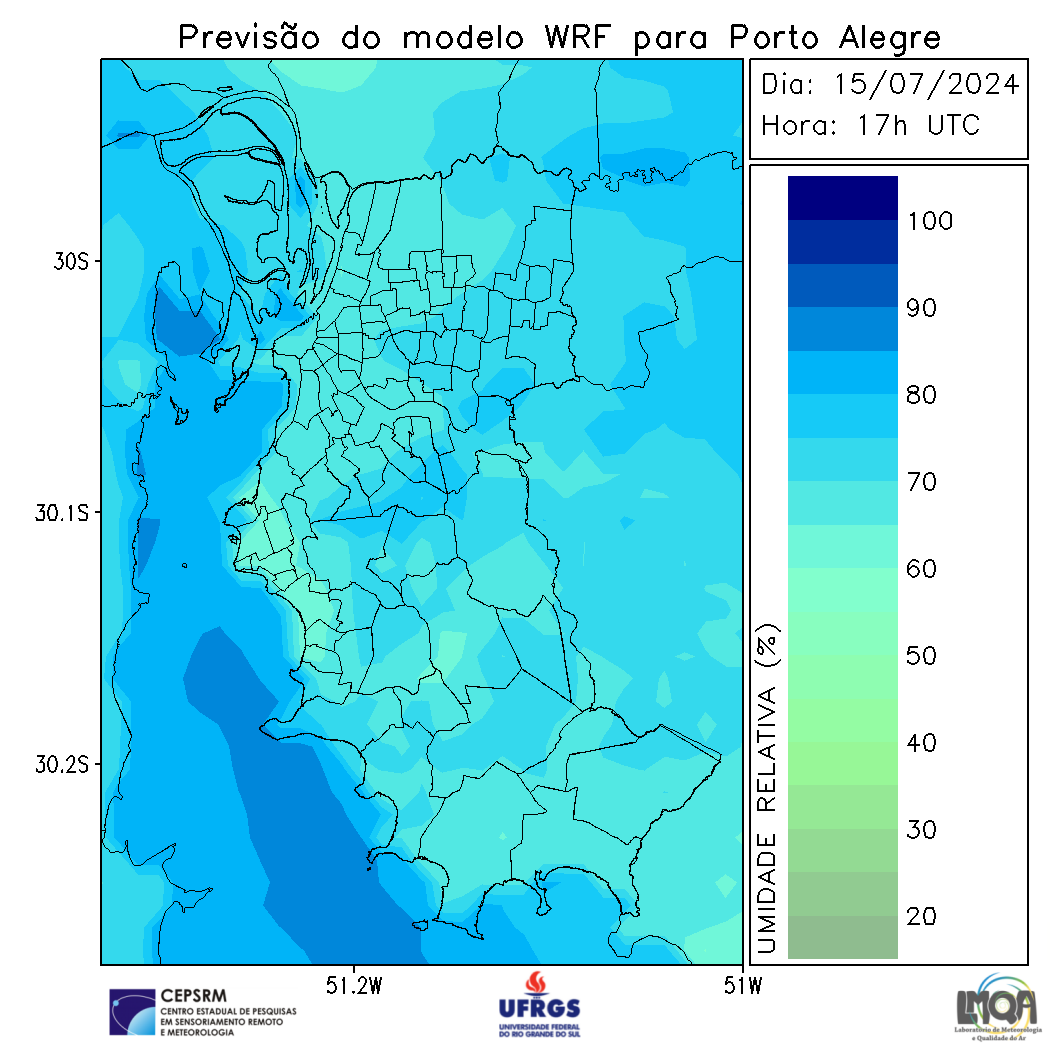 Previsão do modelo WRF para Porto Alegre
Dia: 15/07/2024
Hora: 17h UTC
30S
30.1S
30.2S
51.2W
51W
UMIDADE RELATIVA (%)
100
90
80
70
60
50
40
30
20
CEPSRM
CENTRO ESTADUAL DE PESQUISAS
EM SENSORIAMENTO REMOTO
E METEOROLOGIA
UFRGS
UNIVERSIDADE FEDERAL
DO RIO GRANDE DO SUL
LMQA
Laboratório de Meteorologia
e Qualidade do Ar